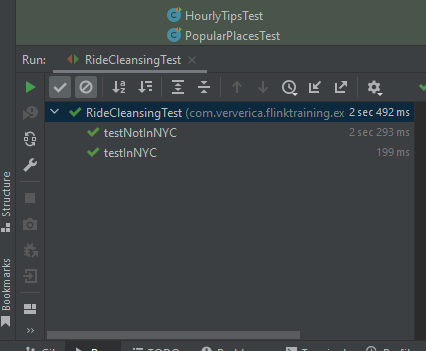 HourlyTipsTest
PopularPlacesTest
Run: RideCleansingTest
RideCleansingTest (com.ververica.flinktraining.ex 2 sec 492 ms
testNotInNYC 2 sec 293 ms
testInNYC 199 ms
Structure
Bookmarks